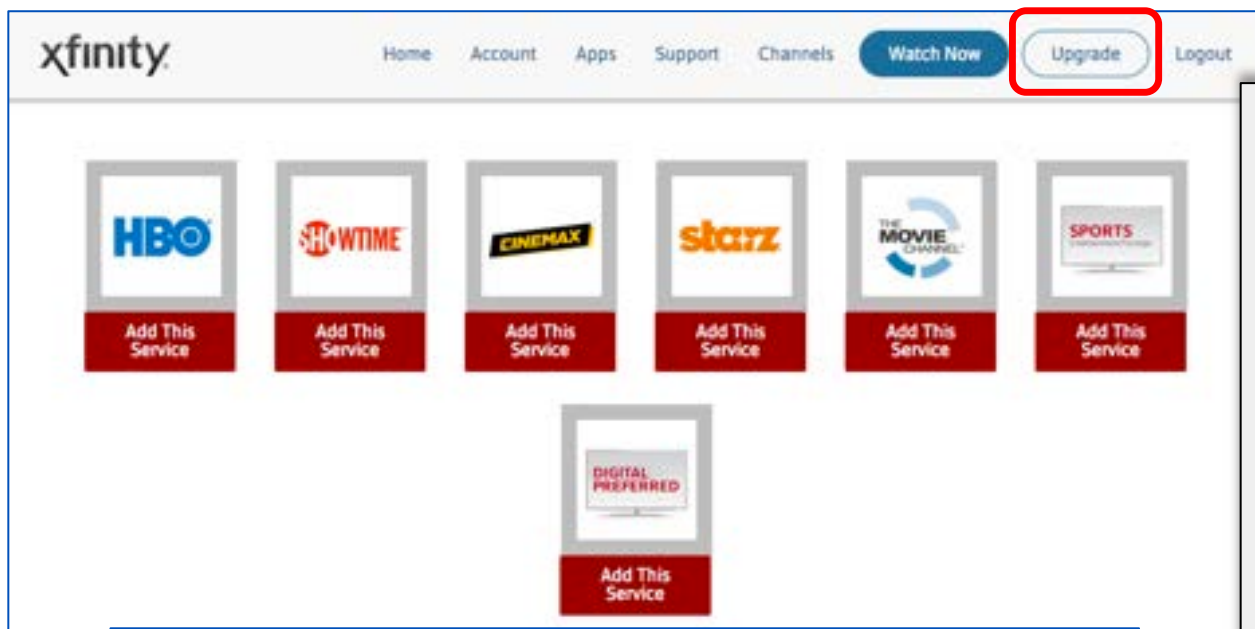 xfinity
Home Account Apps Support Channels Watch Now Upgrade Logout
HBO
SHOWTIME
CINEMAX
starz
THE
MOVIE
CHANNEL
SPORTS
Add This
Service
Add This
Service
Add This
Service
Add This
Service
Add This
Service
Add This
Service
DIGITAL
PREFERRED
Add This
Service